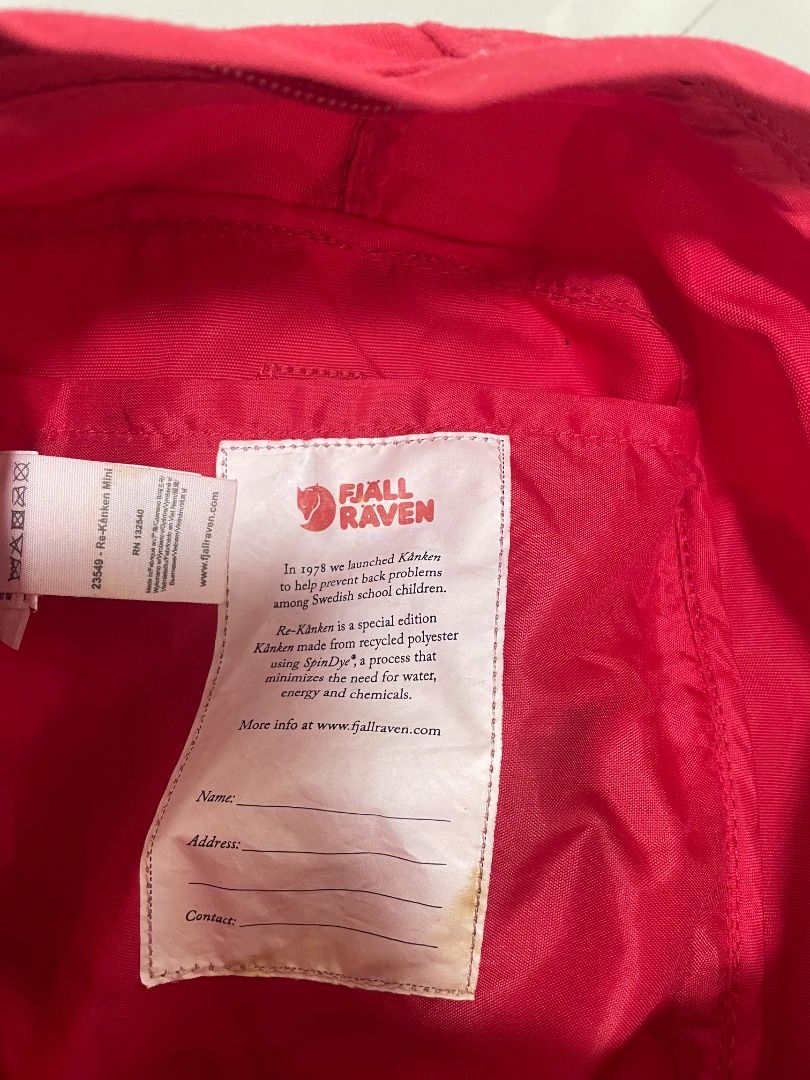 FJÄLL
RÄVEN
In 1978 we launched Kånken
to help prevent back problems
among Swedish school children.
Re-Kånken is a special edition
Kånken made from recycled polyester
using SpinDye®, a process that
minimizes the need for water,
energy and chemicals.
More info at www.fjallraven.com
Name:
Address:
Contact:
23549 - Re-Kånken Mini
RN 132540
www.fjallraven.com